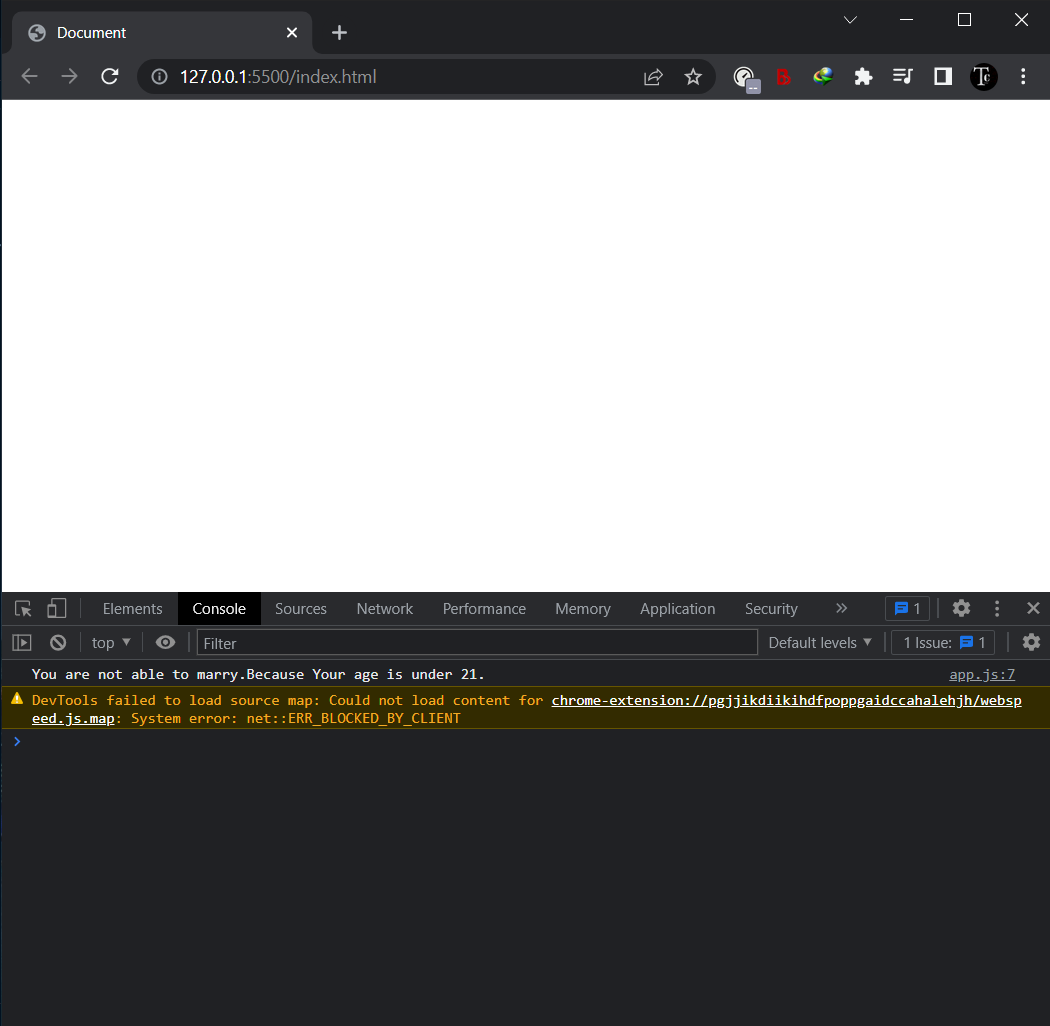 Document
127.0.0.1:5500/index.html
Tc
Elements Console Sources Network Performance Memory Application Security 1
top Filter Default levels 1 Issue: 1
You are not able to marry.Because Your age is under 21. app.js:7
DevTools failed to load source map: Could not load content for chrome-extension://pgjjikdiikihdfpoppgaidccahalehjh/websp
eed.js.map: System error: net::ERR_BLOCKED_BY_CLIENT